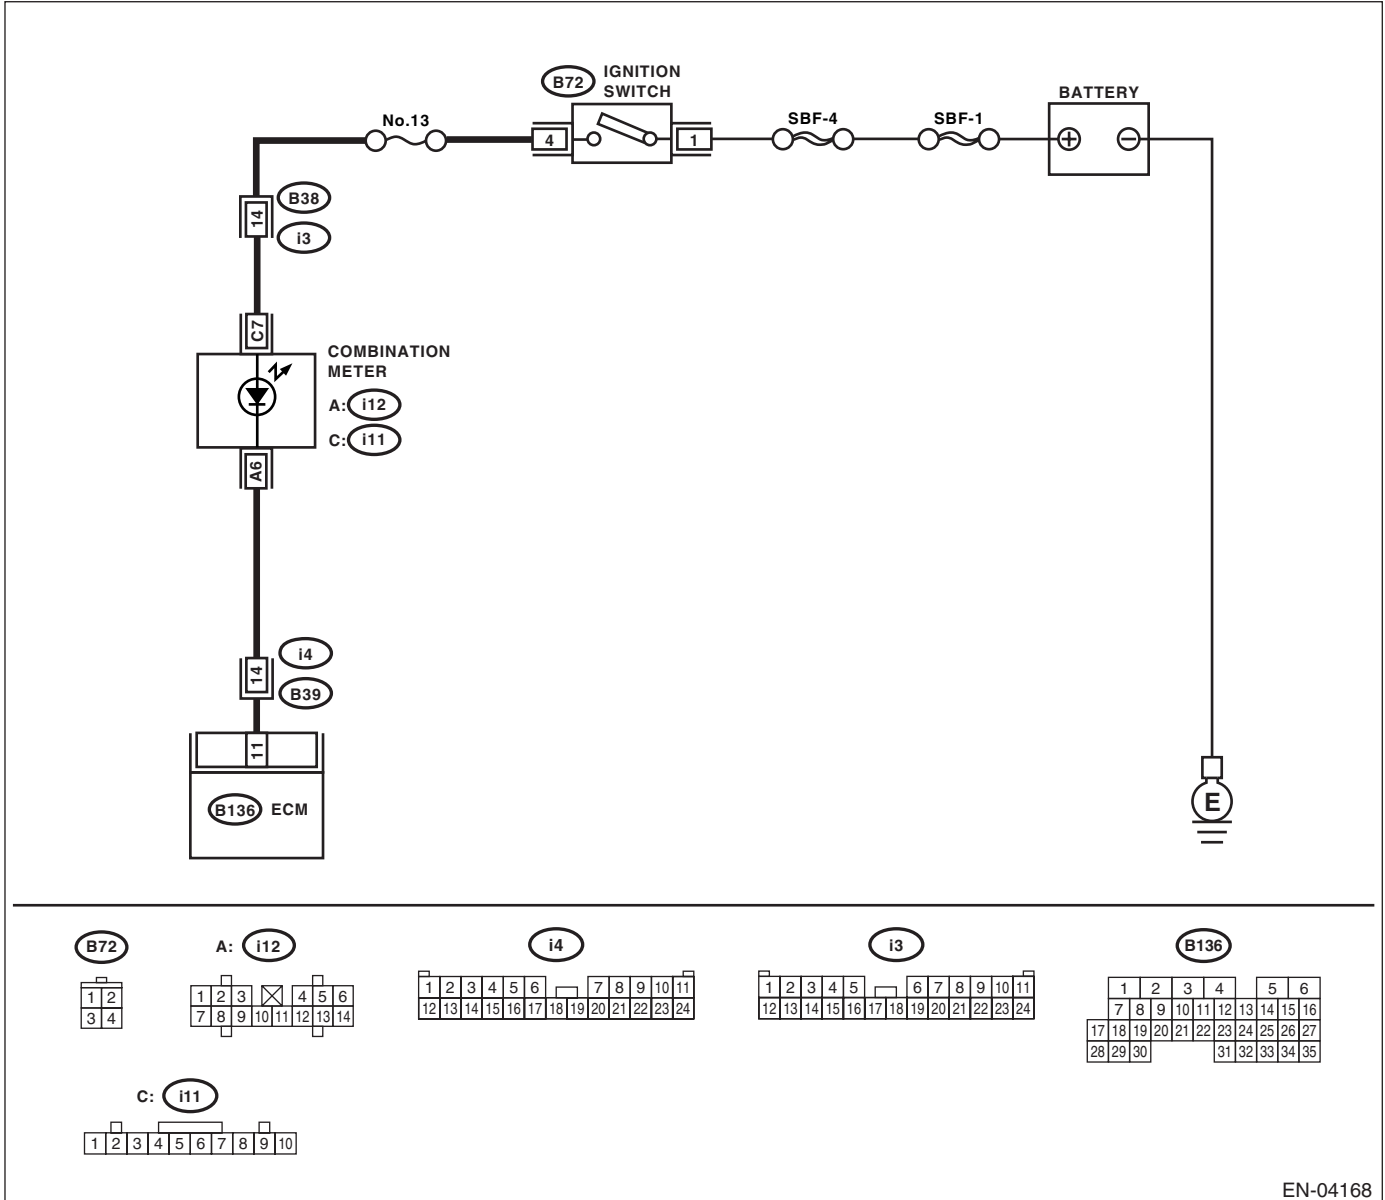 B72 IGNITION
SWITCH
BATTERY
No.13
SBF-4
SBF-1
4
1
14
B38
i3
C7
COMBINATION
METER
A: i12
C: i11
A6
14
i4
B39
11
B136 ECM
E
B72
A: i12
i4
i3
B136
1 2
3 4
1 2 3 4 5 6
7 8 9 10 11 12 13 14
1 2 3 4 5 6 7 8 9 10 11
12 13 14 15 16 17 18 19 20 21 22 23 24
1 2 3 4 5 6 7 8 9 10 11
12 13 14 15 16 17 18 19 20 21 22 23 24
1 2 3 4 5 6
7 8 9 10 11 12 13 14 15 16
17 18 19 20 21 22 23 24 25 26 27
28 29 30 31 32 33 34 35
C: i11
1 2 3 4 5 6 7 8 9 10
EN-04168